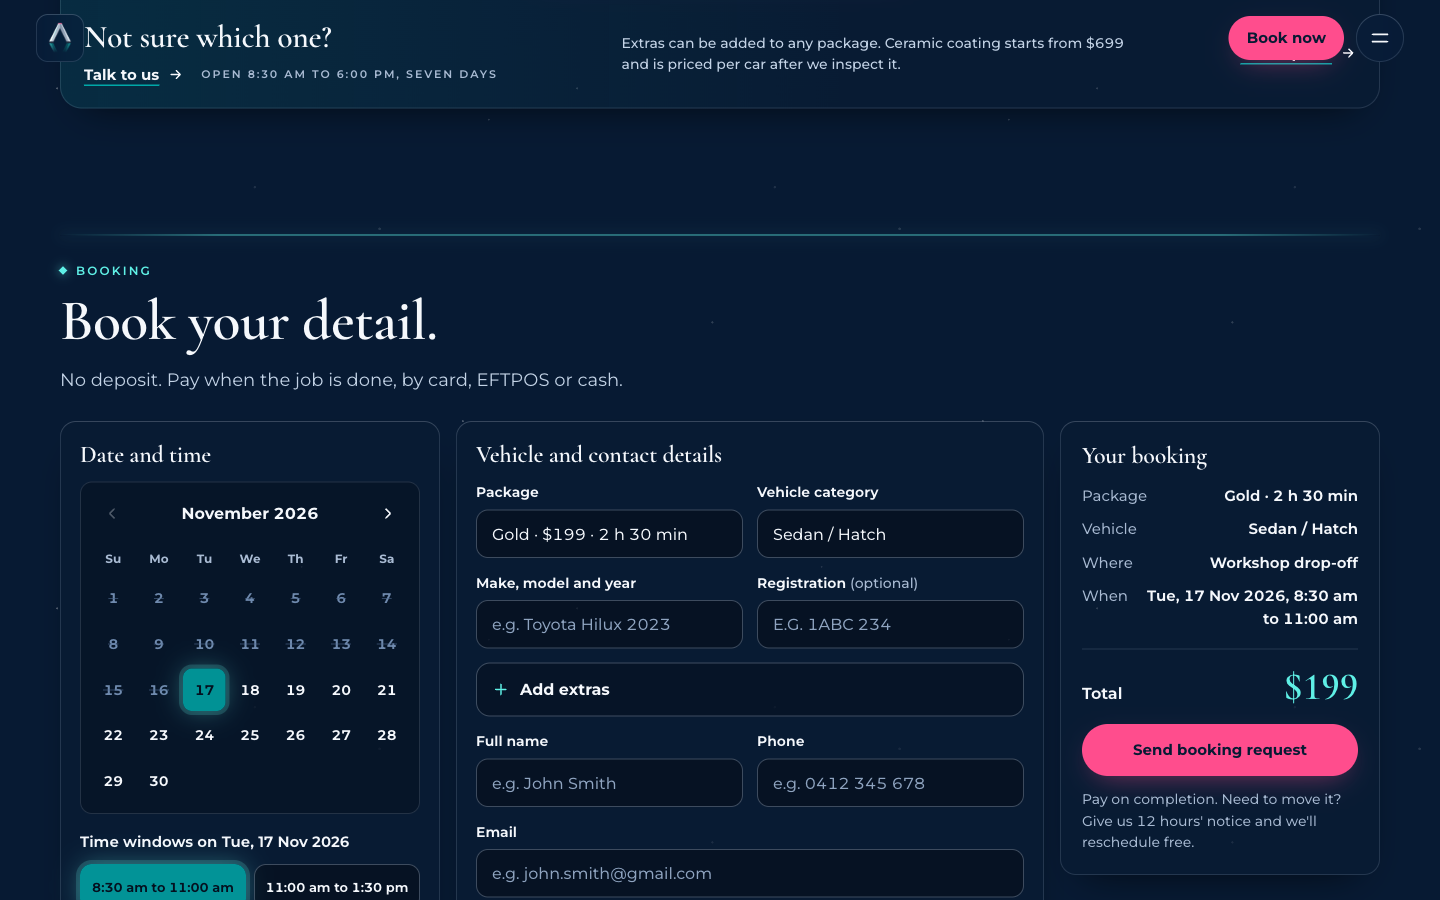 Not sure which one?
Talk to us → OPEN 8:30 AM TO 6:00 PM, SEVEN DAYS
Extras can be added to any package. Ceramic coating starts from $699
and is priced per car after we inspect it.
Book now
BOOKING
Book your detail.
No deposit. Pay when the job is done, by card, EFTPOS or cash.
Date and time
November 2026
Su Mo Tu We Th Fr Sa
1 2 3 4 5 6 7
8 9 10 11 12 13 14
15 16 17 18 19 20 21
22 23 24 25 26 27 28
29 30
Time windows on Tue, 17 Nov 2026
8:30 am to 11:00 am
11:00 am to 1:30 pm
Vehicle and contact details
Package
Gold · $199 · 2 h 30 min
Vehicle category
Sedan / Hatch
Make, model and year
e.g. Toyota Hilux 2023
Registration (optional)
E.G. 1ABC 234
+ Add extras
Full name
e.g. John Smith
Phone
e.g. 0412 345 678
Email
e.g. john.smith@gmail.com
Your booking
Package Gold · 2 h 30 min
Vehicle Sedan / Hatch
Where Workshop drop-off
When Tue, 17 Nov 2026, 8:30 am
to 11:00 am
Total $199
Send booking request
Pay on completion. Need to move it?
Give us 12 hours' notice and we'll
reschedule free.